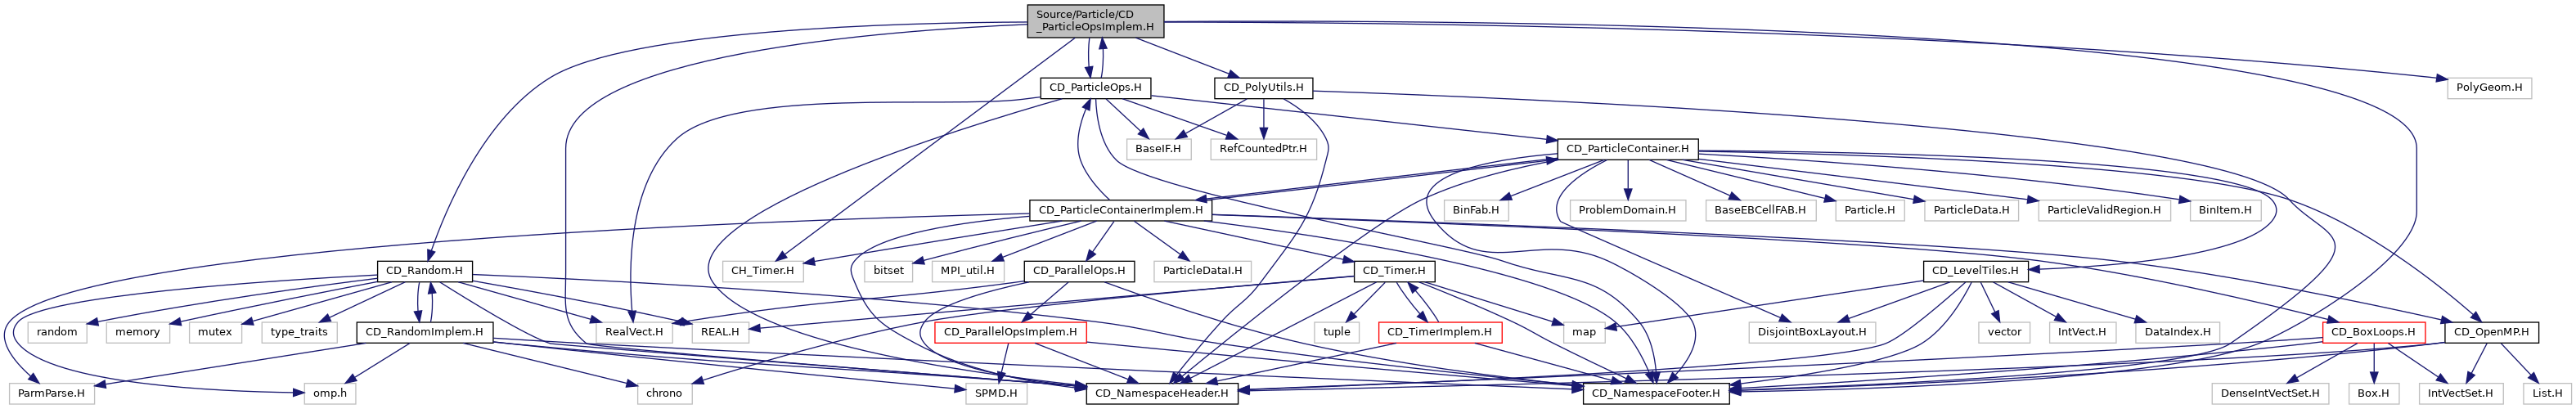 Source/Particle/CD
_ParticleOpsImplem.H
CD_ParticleOps.H
CD_PolyUtils.H
PolyGeom.H
BaseIF.H
RefCountedPtr.H
CD_ParticleContainer.H
CD_ParticleContainerImplem.H
BinFab.H
ProblemDomain.H
BaseEBCellFAB.H
Particle.H
ParticleData.H
ParticleValidRegion.H
BinItem.H
CD_Random.H
CH_Timer.H
bitset
MPI_util.H
CD_ParallelOps.H
ParticleDataI.H
CD_Timer.H
CD_LevelTiles.H
random
memory
mutex
type_traits
CD_RandomImplem.H
RealVect.H
REAL.H
CD_ParallelOpsImplem.H
tuple
CD_TimerImplem.H
map
DisjointBoxLayout.H
vector
IntVect.H
DataIndex.H
CD_BoxLoops.H
CD_OpenMP.H
ParmParse.H
omp.h
chrono
SPMD.H
CD_NamespaceHeader.H
CD_NamespaceFooter.H
DenseIntVectSet.H
Box.H
IntVectSet.H
List.H